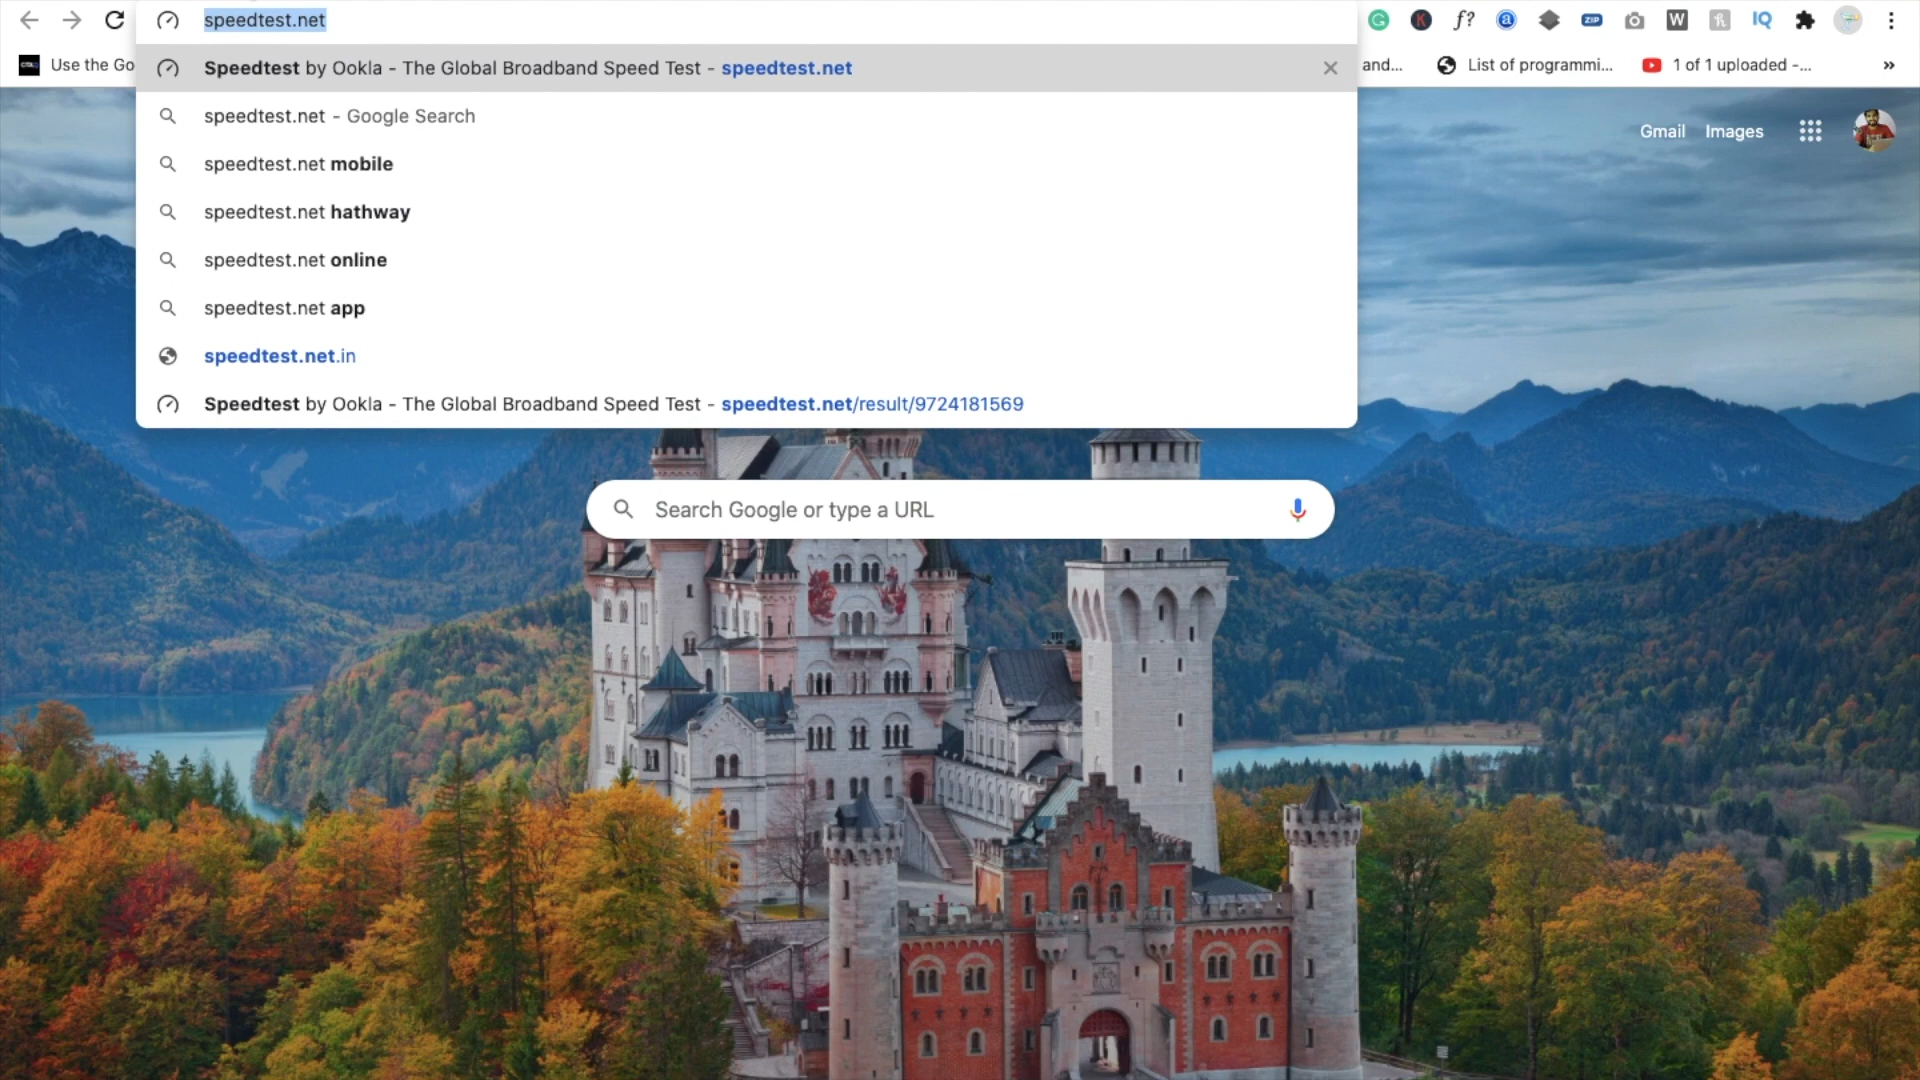 speedtest.net
Use the Go
Speedtest by Ookla - The Global Broadband Speed Test - speedtest.net
and...
List of programmi...
1 of 1 uploaded -...
speedtest.net - Google Search
speedtest.net mobile
speedtest.net hathway
speedtest.net online
speedtest.net app
speedtest.net.in
Speedtest by Ookla - The Global Broadband Speed Test - speedtest.net/result/9724181569
Gmail Images
Search Google or type a URL
G
K
f?
a
ZIP
W
h
IQ